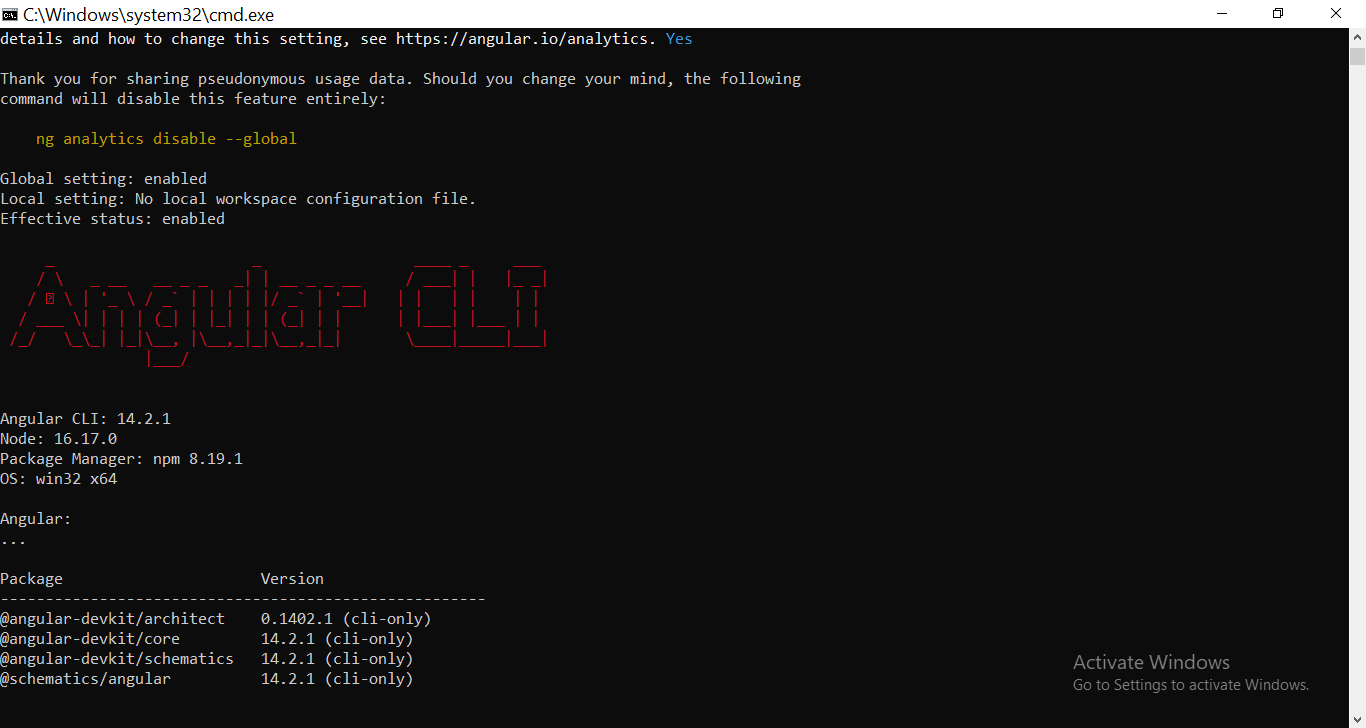 C:\Windows\system32\cmd.exe
details and how to change this setting, see https://angular.io/analytics. Yes
Thank you for sharing pseudonymous usage data. Should you change your mind, the following
command will disable this feature entirely:
ng analytics disable --global
Global setting: enabled
Local setting: No local workspace configuration file.
Effective status: enabled
Angular CLI
Angular CLI: 14.2.1
Node: 16.17.0
Package Manager: npm 8.19.1
OS: win32 x64
Angular:
...
Package Version
------------------------------------------------------
@angular-devkit/architect 0.1402.1 (cli-only)
@angular-devkit/core 14.2.1 (cli-only)
@angular-devkit/schematics 14.2.1 (cli-only)
@schematics/angular 14.2.1 (cli-only)
Activate Windows
Go to Settings to activate Windows.